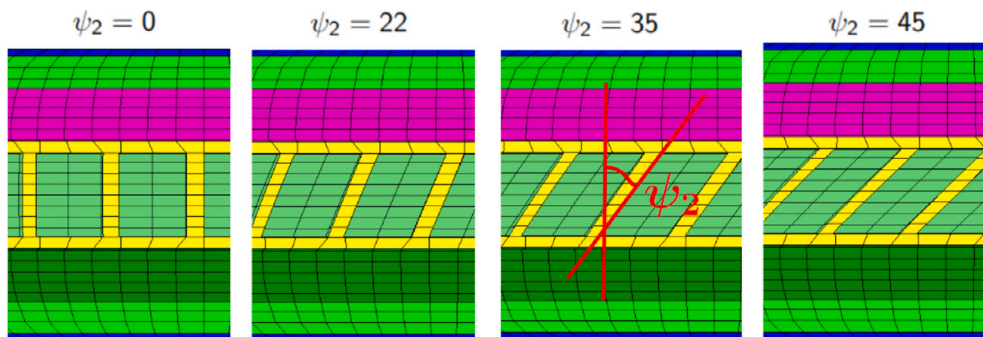 ψ₂ = 0
ψ₂ = 22
ψ₂ = 35
ψ₂ = 45
ψ₂